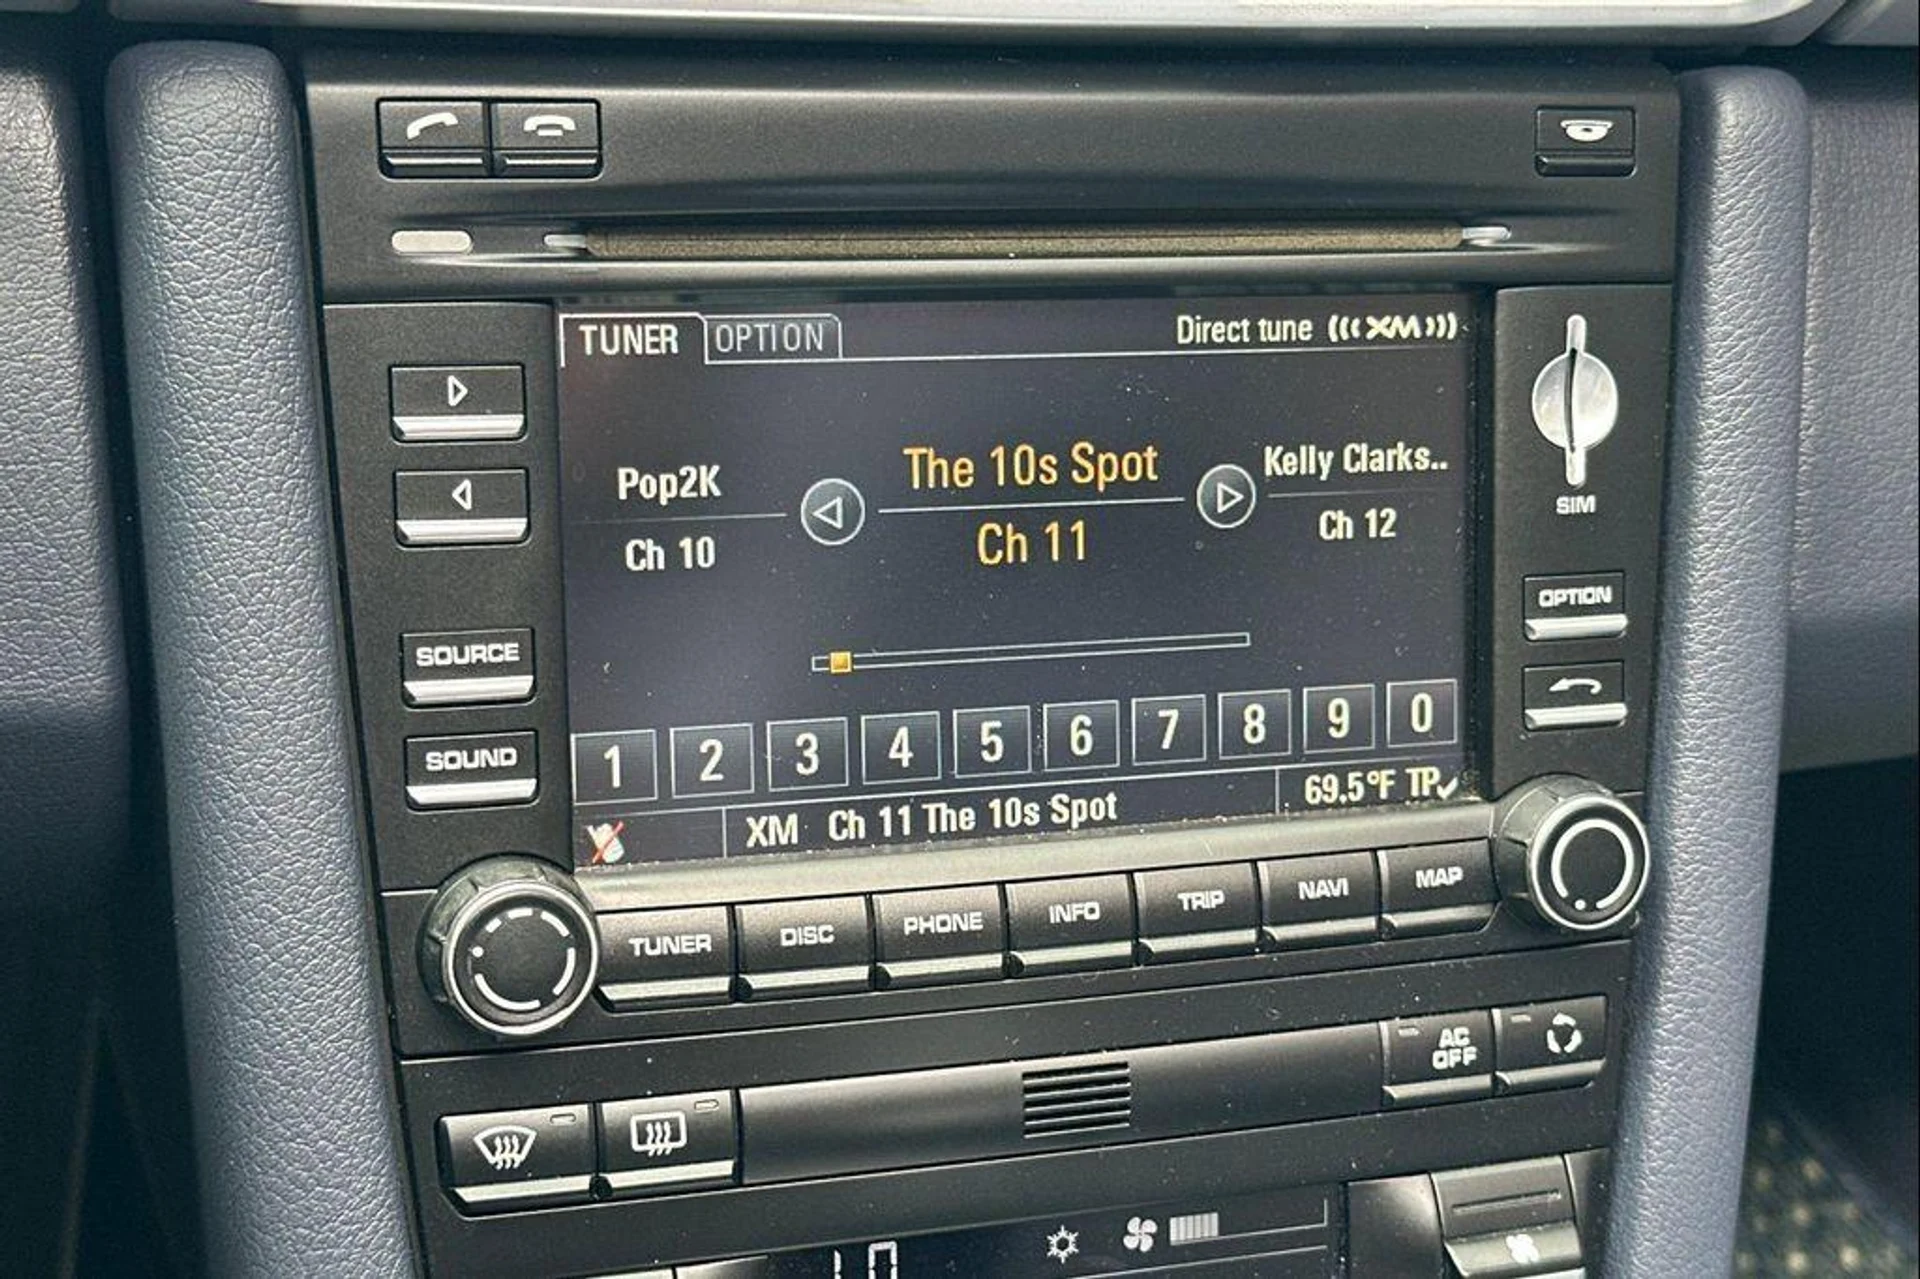 TUNER OPTION Direct tune (((XM)))
Pop2K The 10s Spot Kelly Clarks..
Ch 10 Ch 11 Ch 12
SIM
OPTION
SOURCE
SOUND
1 2 3 4 5 6 7 8 9 0
XM Ch 11 The 10s Spot 69.5°F TP✓
TUNER DISC PHONE INFO TRIP NAVI MAP
AC
OFF